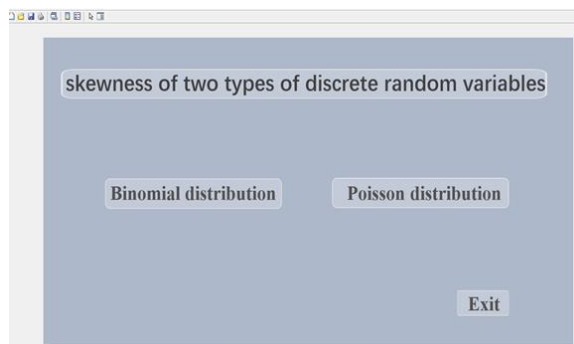 skewness of two types of discrete random variables
Binomial distribution
Poisson distribution
Exit